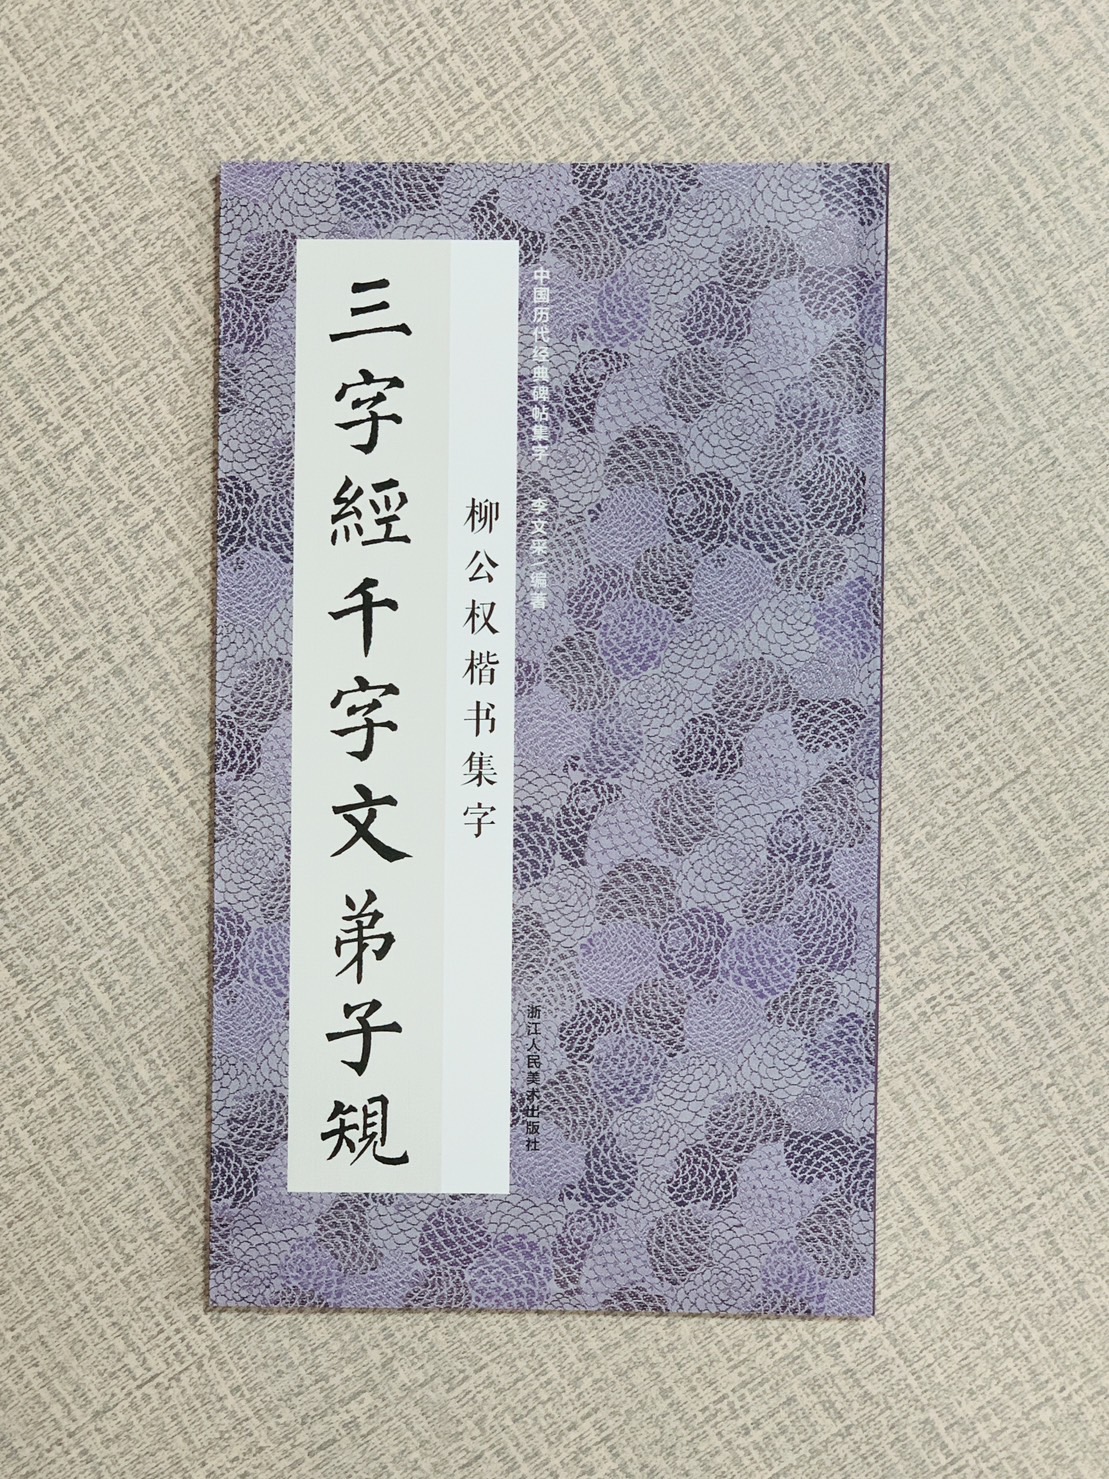 中国历代经典碑帖集字 李文采/编著
柳公权楷书集字
三字經千字文弟子規
浙江人民美术出版社